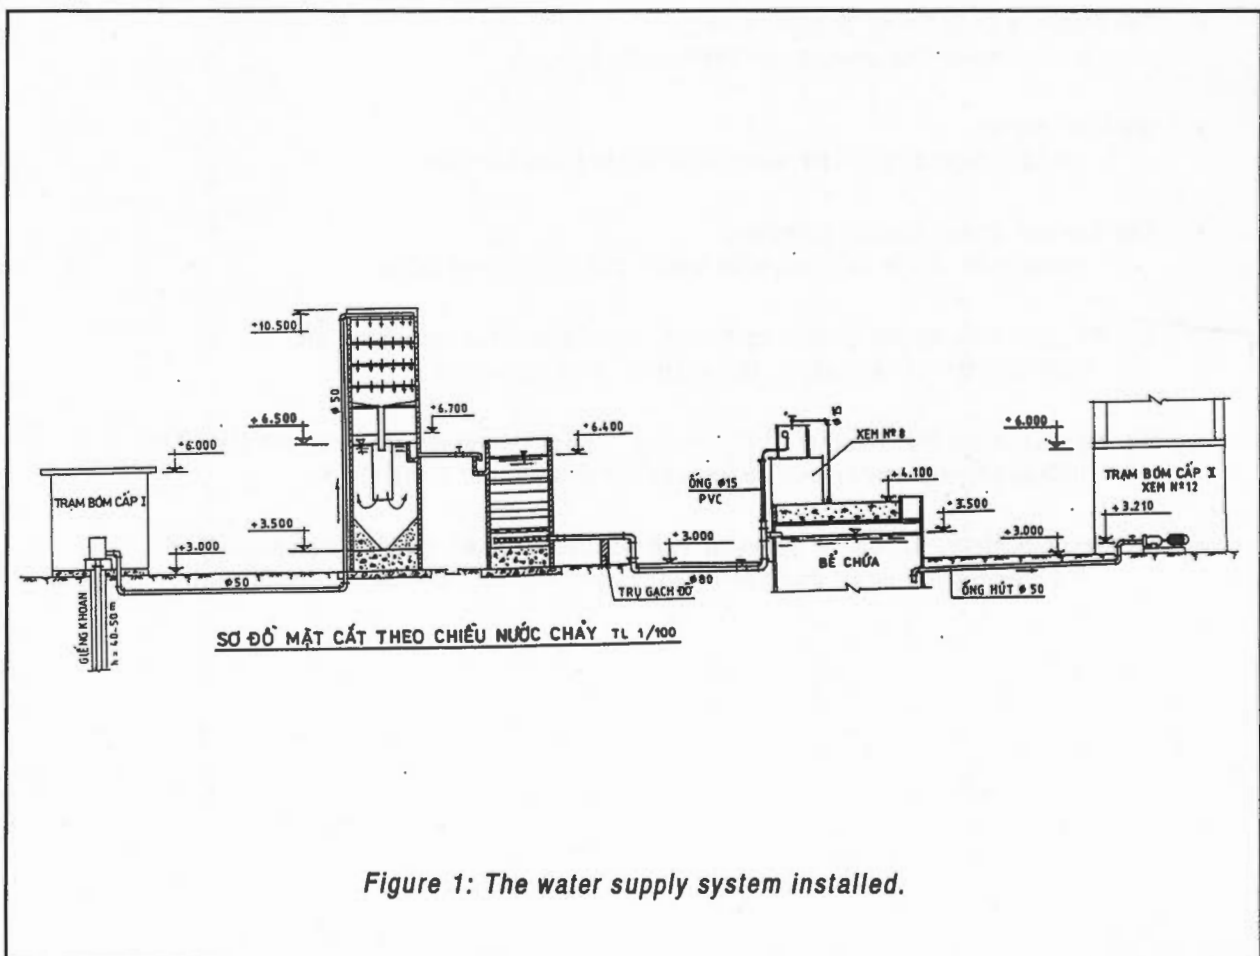 +10.500
Ø 50
+6.700
+6.500
+6.400
+6.000
TRẠM BƠM CẤP I
+3.500
+3.000
Ø50
GIẾNG KHOAN
h = 40-50 m
XEM Nº 8
ỐNG Ø15
PVC
+4.100
+3.500
+3.000
Ø80
BỂ CHỨA
TRỤ GẠCH ĐỠ
+6.000
TRẠM BƠM CẤP II
XEM Nº12
+3.210
+3.000
ỐNG HÚT Ø 50
SƠ ĐỒ MẶT CẮT THEO CHIỀU NƯỚC CHẢY TL 1/100
Figure 1: The water supply system installed.